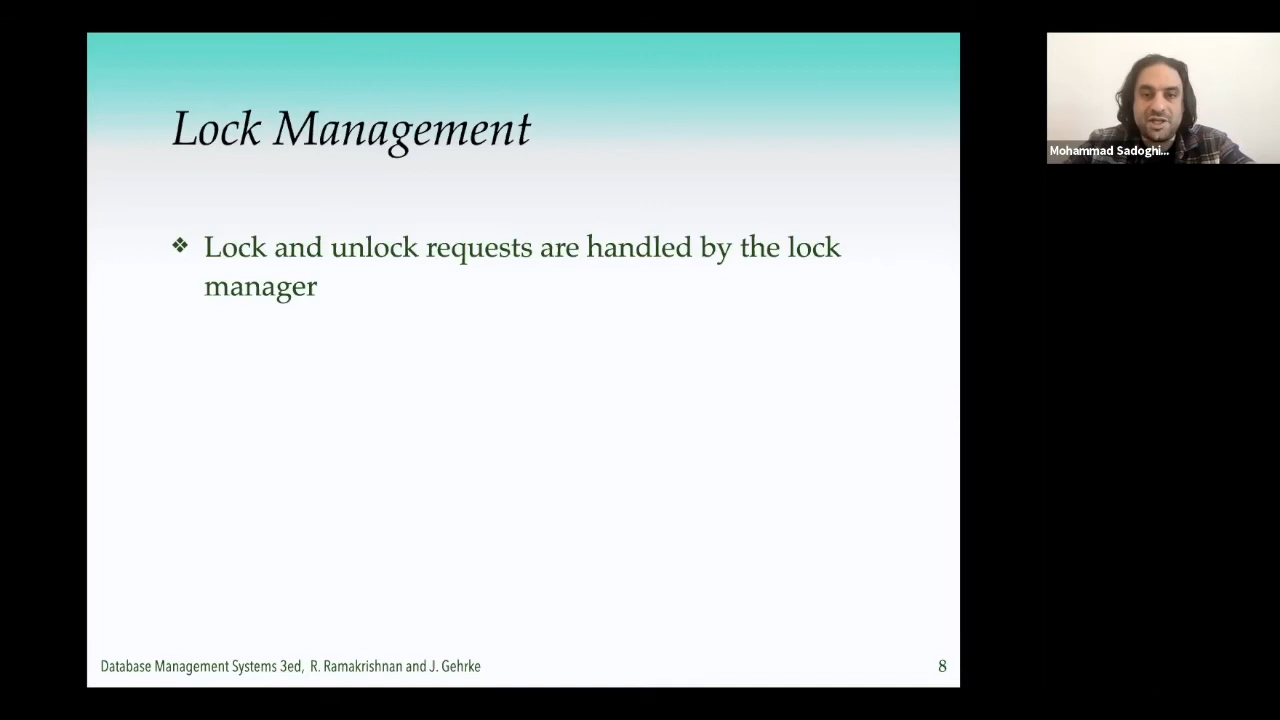 Lock Management
❖ Lock and unlock requests are handled by the lock
manager
Database Management Systems 3ed, R. Ramakrishnan and J. Gehrke
8
Mohammad Sadoghi...